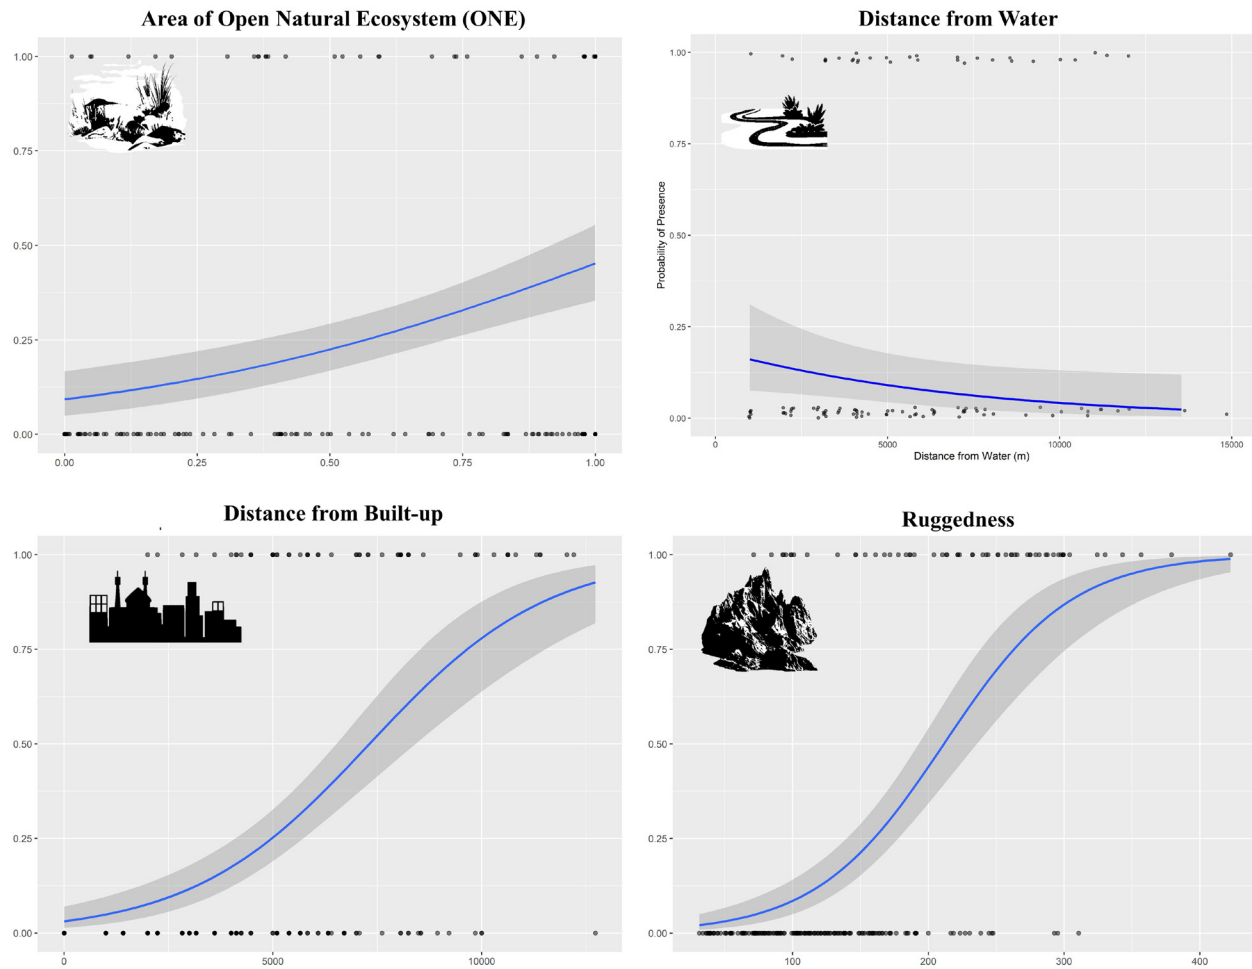 Area of Open Natural Ecosystem (ONE)
1.00
0.75
0.50
0.25
0.00
0.00 0.25 0.50 0.75 1.00
Distance from Water
Probability of Presence
1.00
0.75
0.50
0.25
0.00
0 5000 10000 15000
Distance from Water (m)
Distance from Built-up
1.00
0.75
0.50
0.25
0.00
0 5000 10000
Ruggedness
1.00
0.75
0.50
0.25
0.00
100 200 300 400